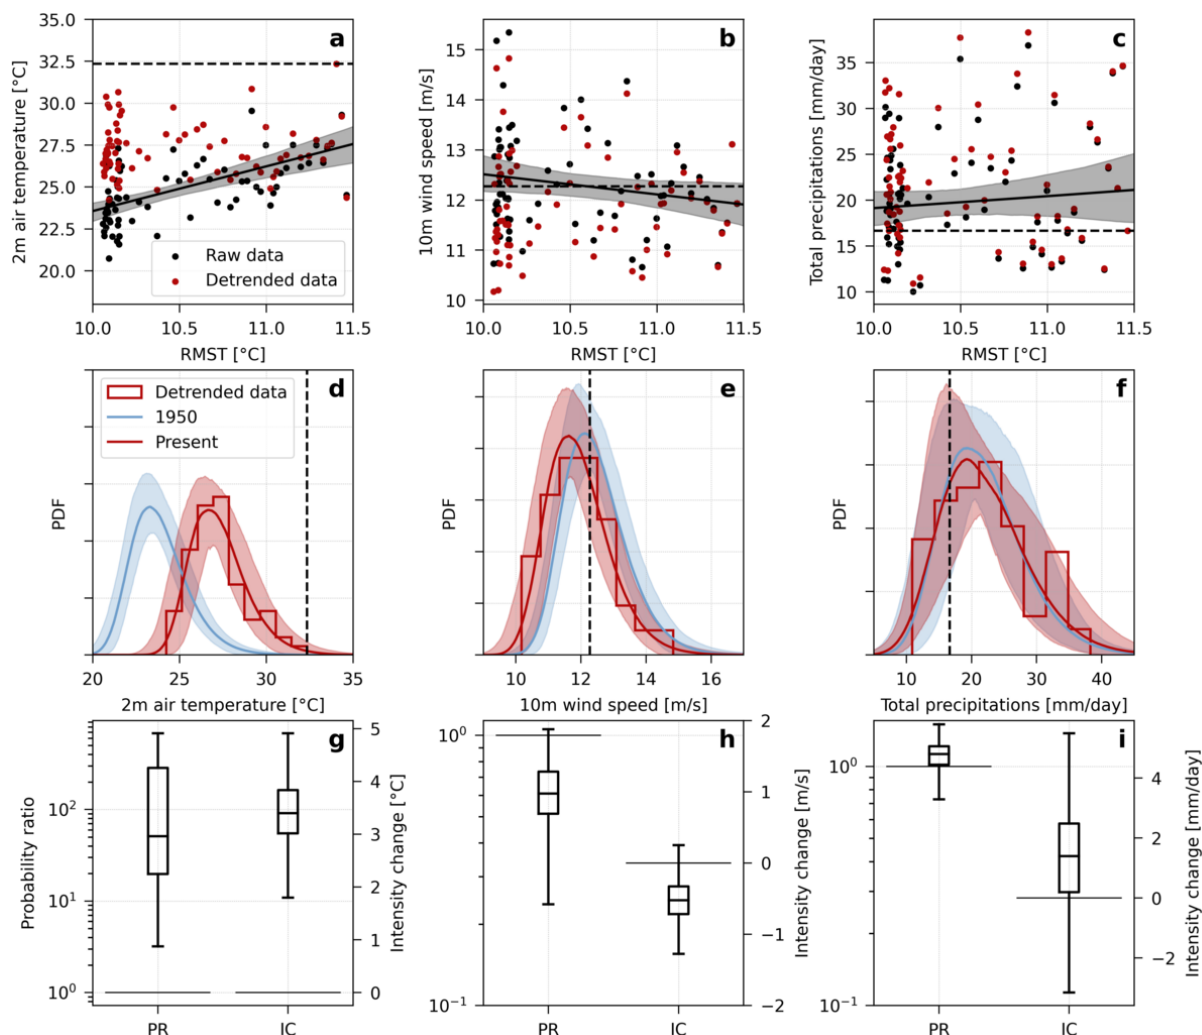 a
35.0
32.5
30.0
27.5
25.0
22.5
20.0
2m air temperature [°C]
Raw data
Detrended data
10.0 10.5 11.0 11.5
RMST [°C]
b
15
14
13
12
11
10
10m wind speed [m/s]
10.0 10.5 11.0 11.5
RMST [°C]
c
35
30
25
20
15
10
Total precipitations [mm/day]
10.0 10.5 11.0 11.5
RMST [°C]
d
Detrended data
1950
Present
PDF
20 25 30 35
2m air temperature [°C]
e
PDF
10 12 14 16
10m wind speed [m/s]
f
PDF
10 20 30 40
Total precipitations [mm/day]
g
10²
10¹
10⁰
Probability ratio
5
4
3
2
1
0
Intensity change [°C]
PR IC
h
10⁰
10⁻¹
2
1
0
−1
−2
Intensity change [m/s]
PR IC
i
10⁰
10⁻¹
4
2
0
−2
Intensity change [mm/day]
PR IC